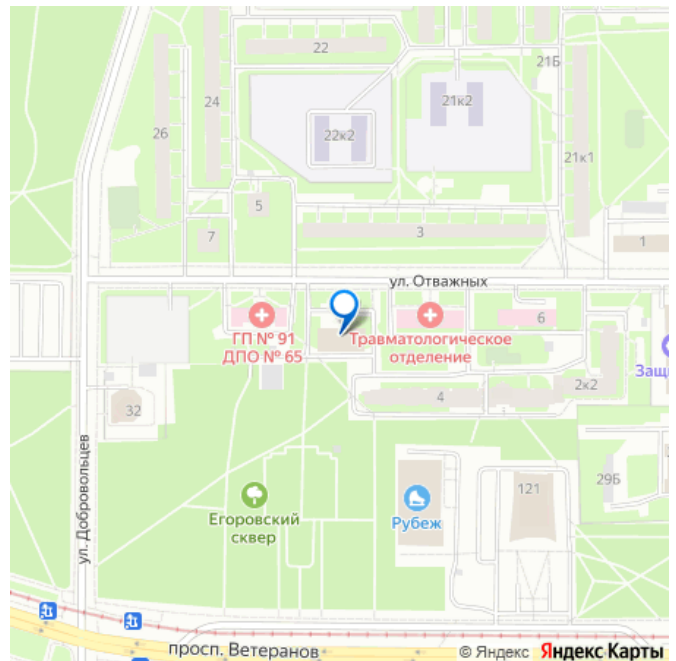 22
21Б
24
21к2
26
22к2
21к1
5
3
7
1
ул. Отважных
ГП № 91
ДПО № 65
Травматологическое
отделение
6
Защи
2к2
4
32
ул. Добровольцев
29Б
121
Рубеж
Егоровский
сквер
просп. Ветеранов
© Яндекс Яндекс Карты